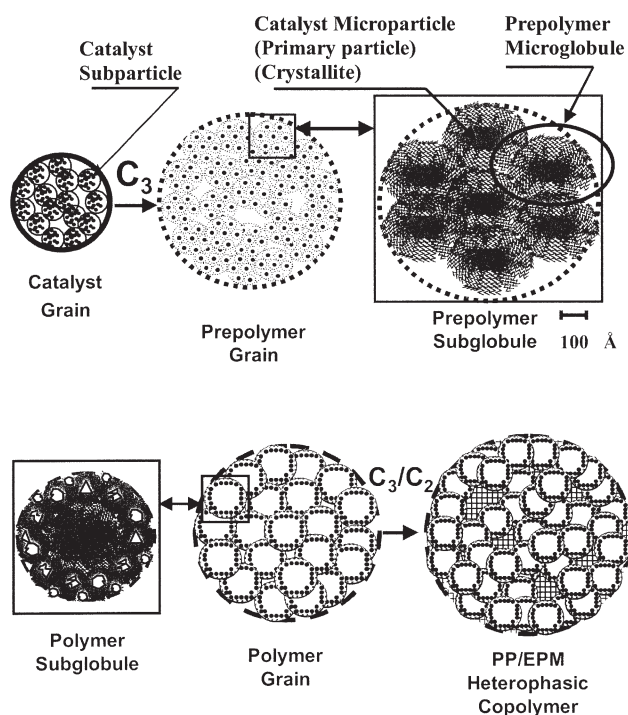 Catalyst
Subparticle
Catalyst Microparticle
(Primary particle)
(Crystallite)
Prepolymer
Microglobule
C₃
Catalyst
Grain
Prepolymer
Grain
Prepolymer
Subglobule
100 Å
C₃/C₂
Polymer
Subglobule
Polymer
Grain
PP/EPM
Heterophasic
Copolymer